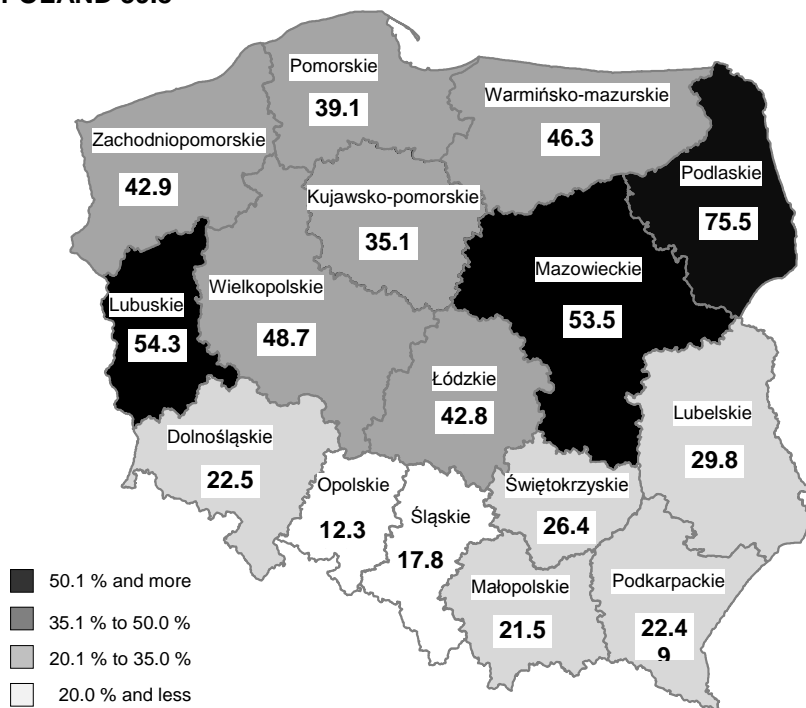 Pomorskie
39.1
Warmińsko-mazurskie
46.3
Zachodniopomorskie
42.9
Podlaskie
75.5
Kujawsko-pomorskie
35.1
Mazowieckie
53.5
Wielkopolskie
48.7
Lubuskie
54.3
Łódzkie
42.8
Lubelskie
29.8
Dolnośląskie
22.5
Opolskie
12.3
Śląskie
17.8
Świętokrzyskie
26.4
Małopolskie
21.5
Podkarpackie
22.4
9
50.1 % and more
35.1 % to 50.0 %
20.1 % to 35.0 %
20.0 % and less